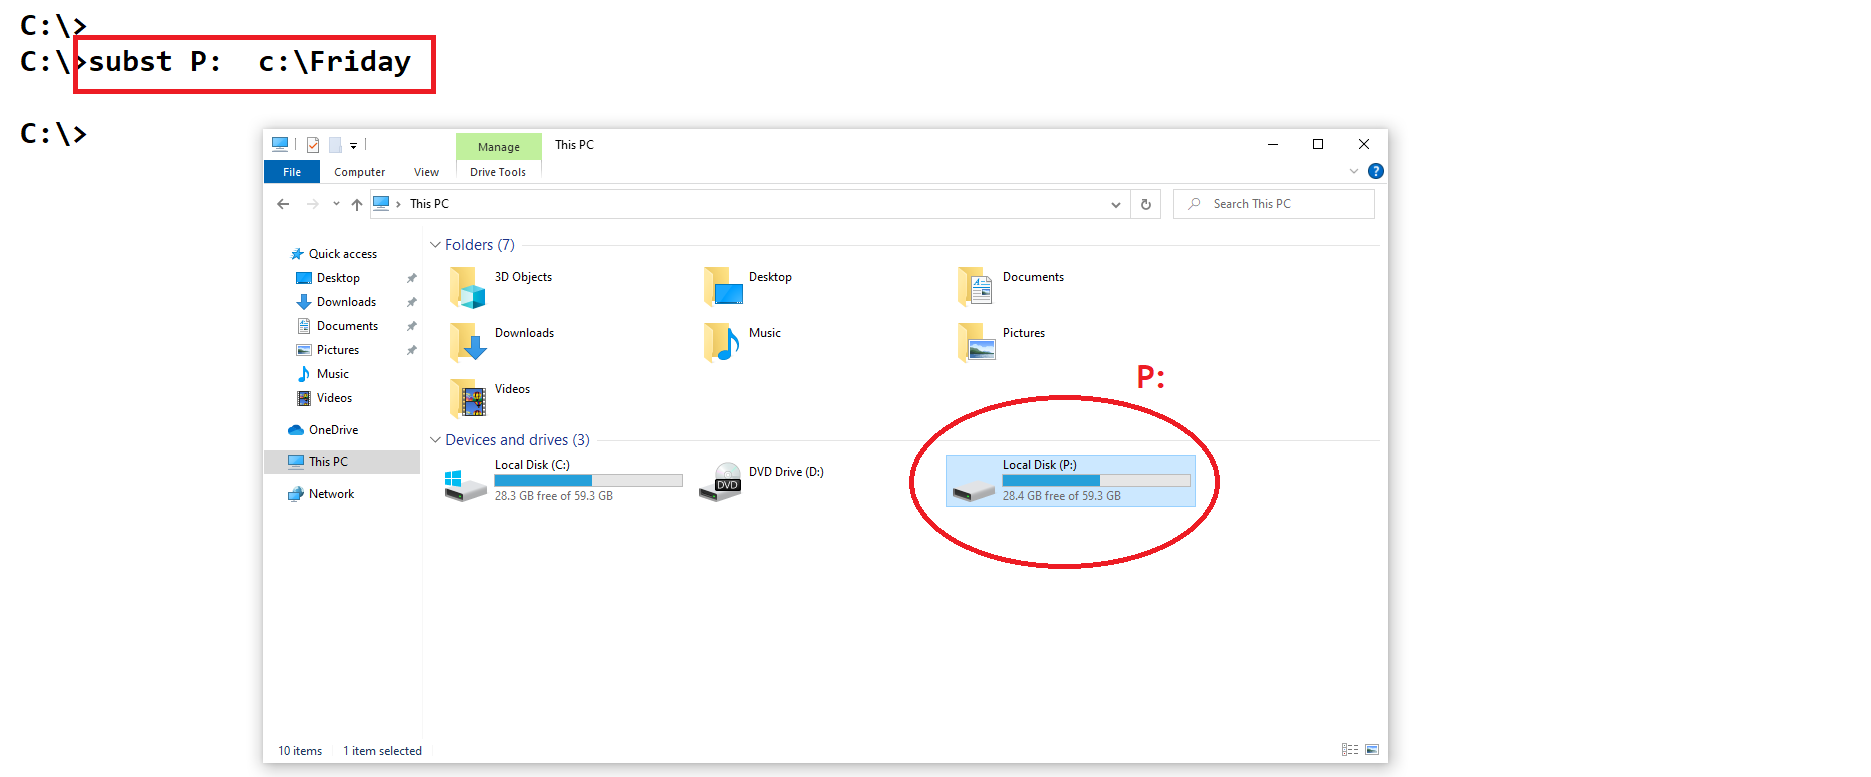 C:\>
C:\>subst P:  c:\Friday
C:\>
Manage This PC
File Computer View Drive Tools
This PC
Search This PC
Quick access
Desktop
Downloads
Documents
Pictures
Music
Videos
OneDrive
This PC
Network
Folders (7)
3D Objects Desktop Documents
Downloads Music Pictures
Videos
P:
Devices and drives (3)
Local Disk (C:)
28.3 GB free of 59.3 GB
DVD Drive (D:)
DVD
Local Disk (P:)
28.4 GB free of 59.3 GB
10 items 1 item selected